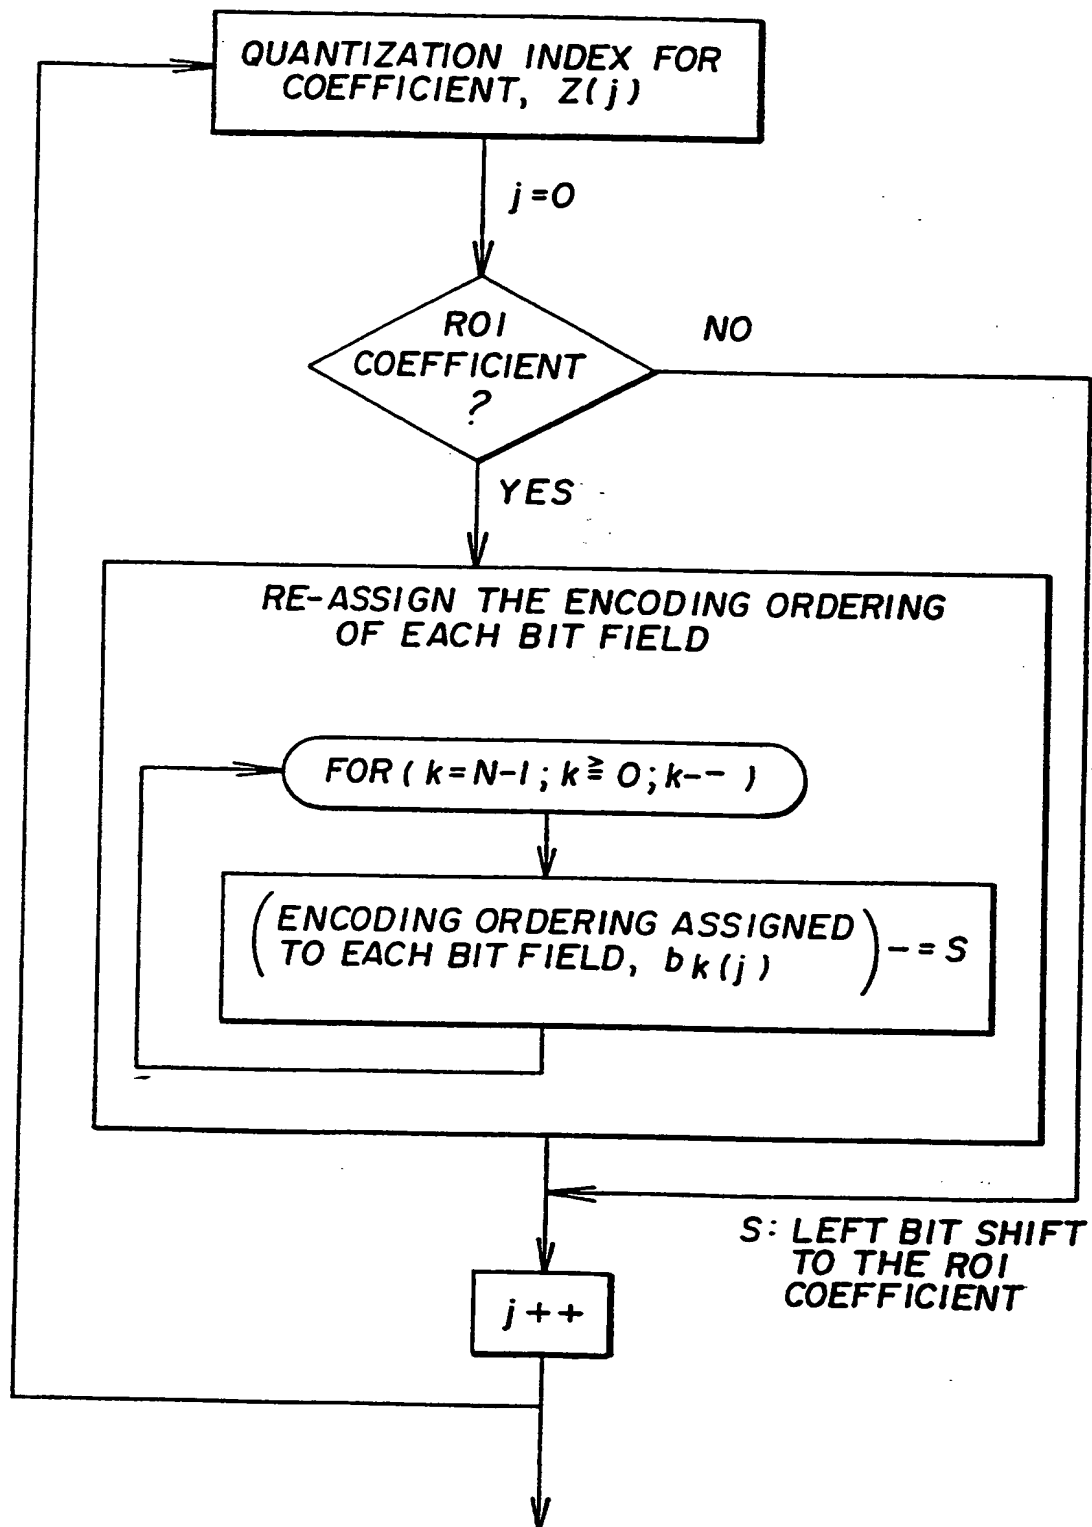 QUANTIZATION INDEX FOR
COEFFICIENT, Z(j)
j=0
ROI
COEFFICIENT
?
NO
YES
RE-ASSIGN THE ENCODING ORDERING
OF EACH BIT FIELD
FOR ( k=N-1; k≧0; k-- )
(ENCODING ORDERING ASSIGNED
TO EACH BIT FIELD, bk(j)) -= S
S: LEFT BIT SHIFT
TO THE ROI
COEFFICIENT
j++